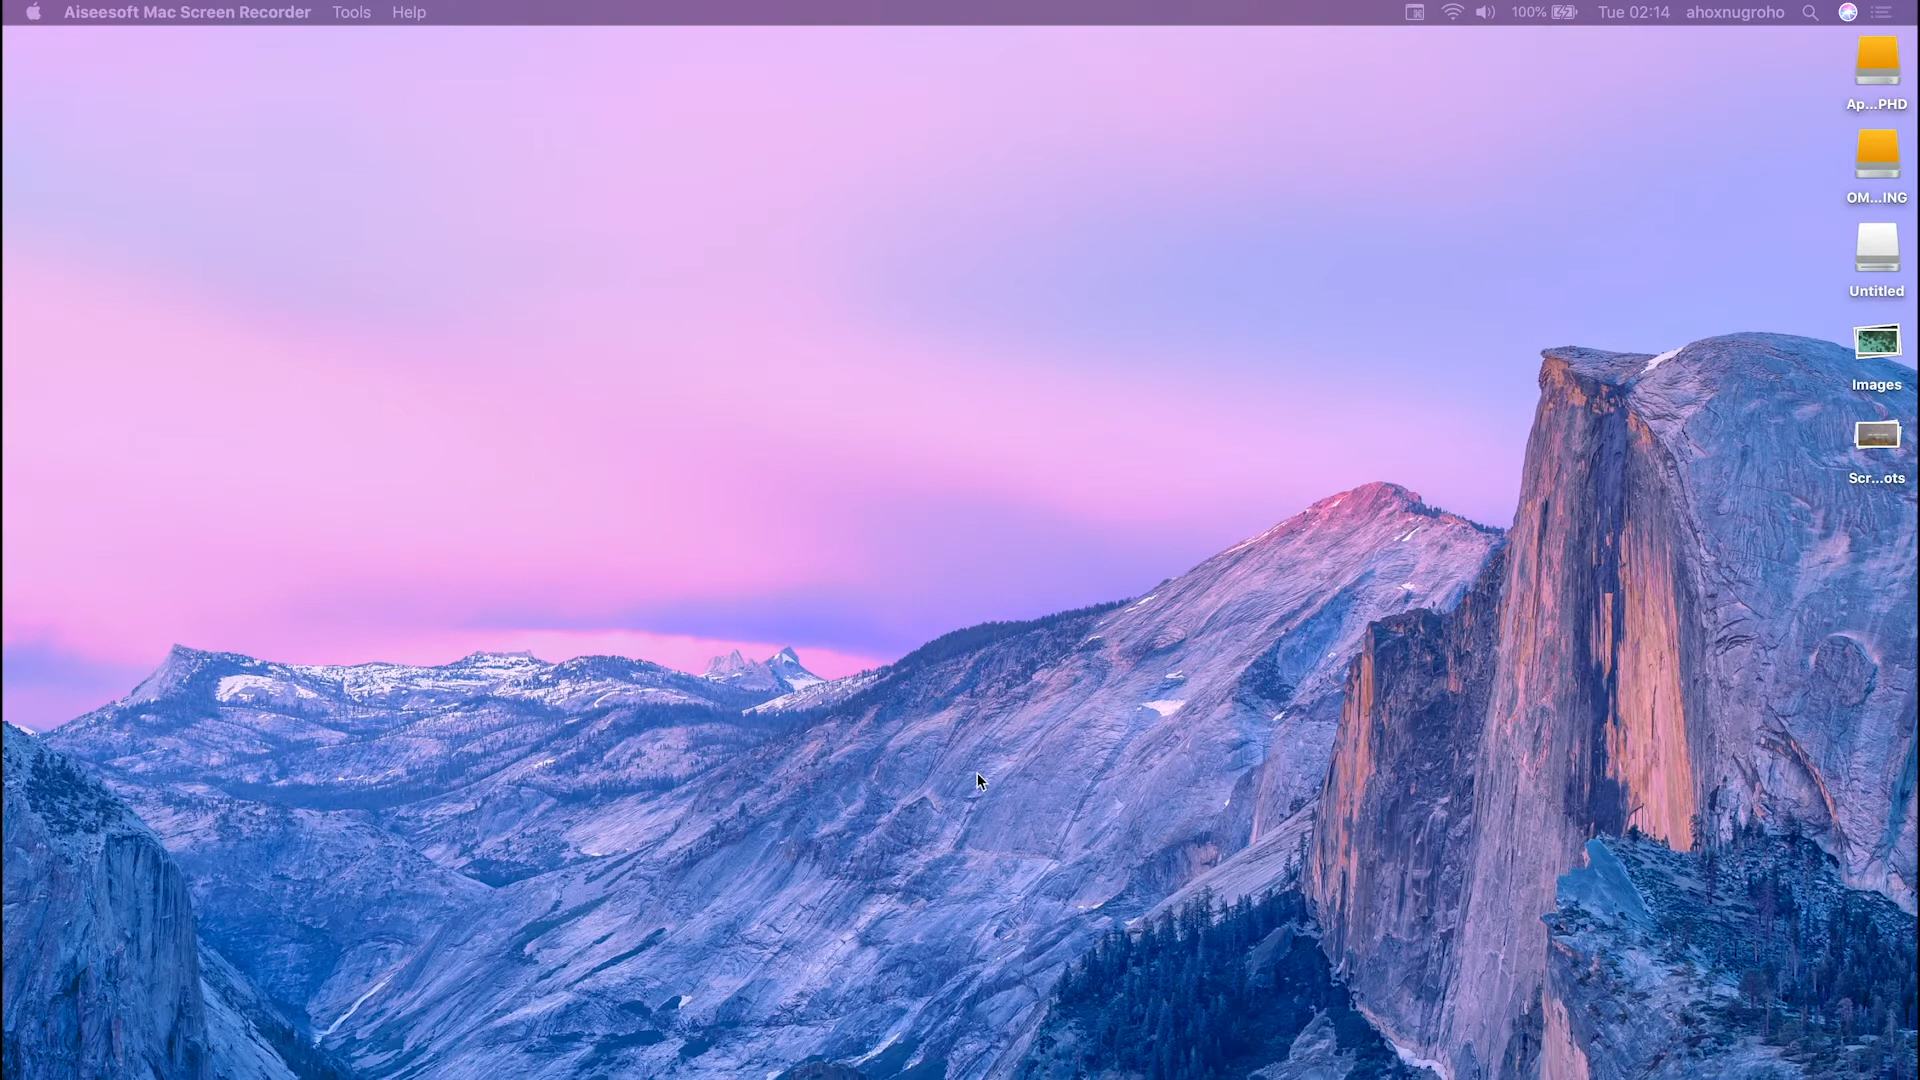 Aiseesoft Mac Screen Recorder Tools Help 100% Tue 02:14 ahoxnugroho
Ap...PHD
OM...ING
Untitled
Images
Scr...ots